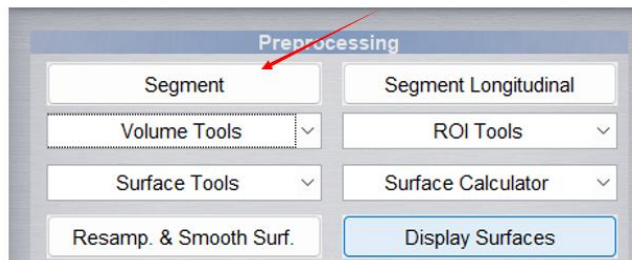 Preprocessing
Segment
Segment Longitudinal
Volume Tools
ROI Tools
Surface Tools
Surface Calculator
Resamp. & Smooth Surf.
Display Surfaces